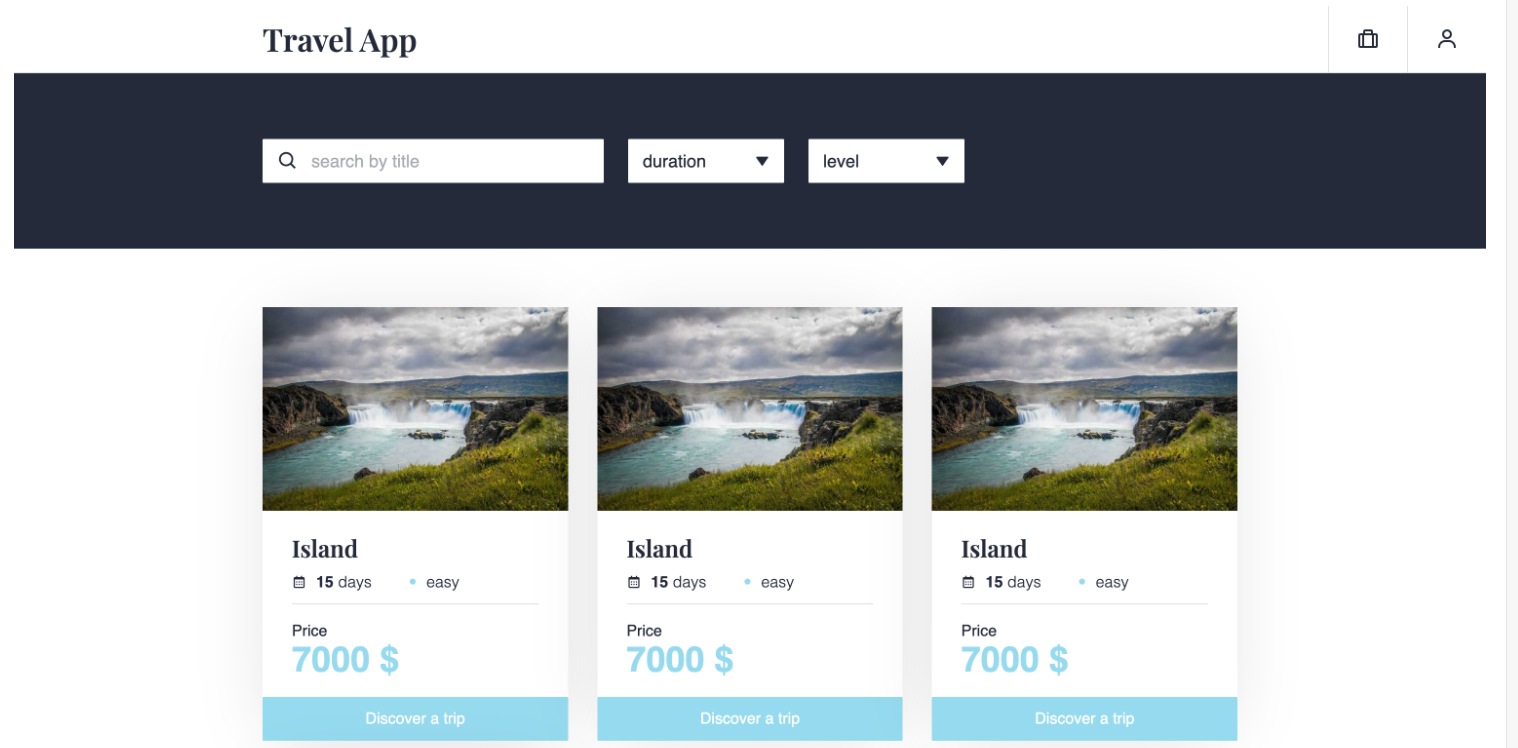 Travel App
search by title
duration
level
Island
15 days
easy
Price
7000 $
Discover a trip
Island
15 days
easy
Price
7000 $
Discover a trip
Island
15 days
easy
Price
7000 $
Discover a trip